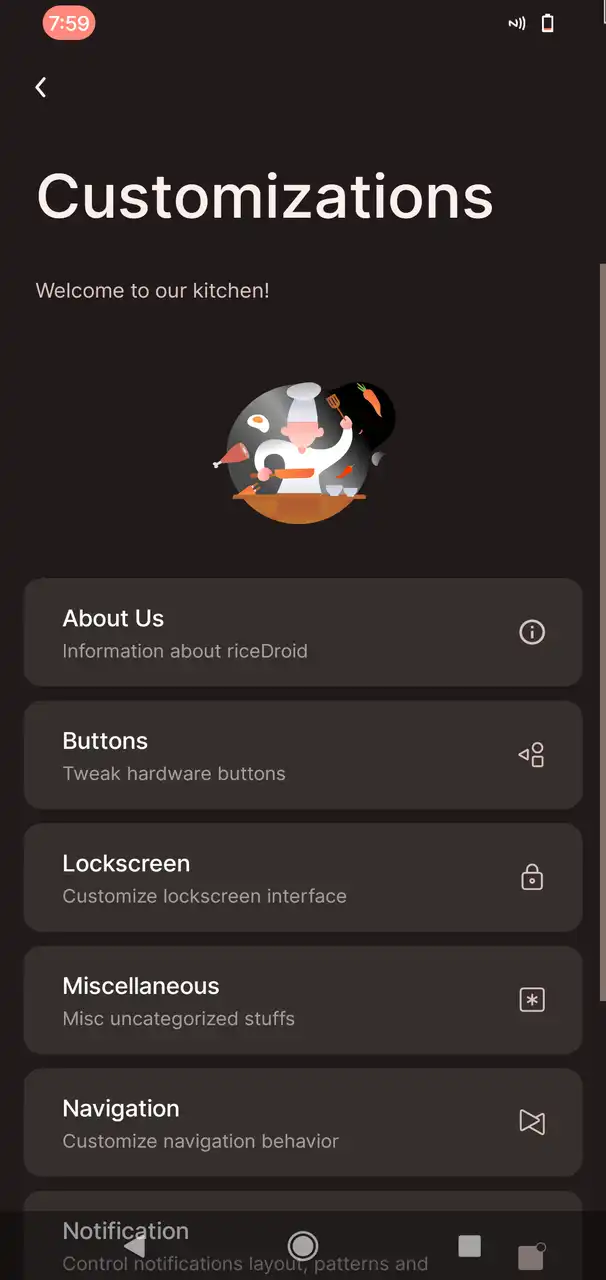 7:59
Customizations
Welcome to our kitchen!
About Us
Information about riceDroid
Buttons
Tweak hardware buttons
Lockscreen
Customize lockscreen interface
Miscellaneous
Misc uncategorized stuffs
Navigation
Customize navigation behavior
Notification
Control notifications layout, patterns and